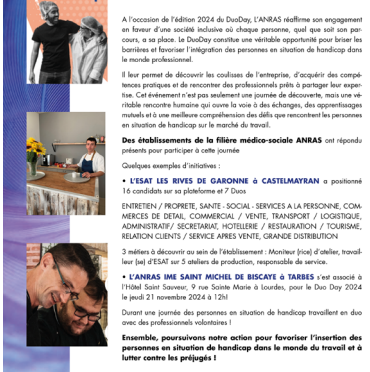 A l'occasion de l'édition 2024 du DuoDay, L'ANRAS réaffirme son engagement
en faveur d'une société inclusive où chaque personne, quel que soit son par-
cours, a sa place. Le DuoDay constitue une véritable opportunité pour briser les
barrières et favoriser l'intégration des personnes en situation de handicap dans
le monde professionnel.
Il leur permet de découvrir les coulisses de l'entreprise, d'acquérir des compé-
tences pratiques et de rencontrer des professionnels prêts à partager leur exper-
tise. Cet événement n'est pas seulement une journée de découverte, mais une vé-
ritable rencontre humaine qui ouvre la voie à des échanges, des apprentissages
mutuels et à une meilleure compréhension des défis que rencontrent les personnes
en situation de handicap sur le marché du travail.
Des établissements de la filière médico-sociale ANRAS ont répondu
présents pour participer à cette journée
Quelques exemples d'initiatives :
• L'ESAT LES RIVES DE GARONNE à CASTELMAYRAN a positionné
16 candidats sur sa plateforme et 7 Duos
ENTRETIEN / PROPRETE, SANTE - SOCIAL - SERVICES A LA PERSONNE, COM-
MERCES DE DETAIL, COMMERCIAL / VENTE, TRANSPORT / LOGISTIQUE,
ADMINISTRATIF/ SECRETARIAT, HOTELLERIE / RESTAURATION / TOURISME,
RELATION CLIENTS / SERVICE APRES VENTE, GRANDE DISTRIBUTION
3 métiers à découvrir au sein de l'établissement : Moniteur [rice] d'atelier, travail-
leur [se] d'ESAT sur 5 ateliers de production, responsable de service.
• L'ANRAS IME SAINT MICHEL DE BISCAYE à TARBES s'est associé à
l'Hôtel Saint Sauveur, 9 rue Sainte Marie à Lourdes, pour le Duo Day 2024
le jeudi 21 novembre 2024 à 12h!
Durant une journée des personnes en situation de handicap travaillent en duo
avec des professionnels volontaires !
Ensemble, poursuivons notre action pour favoriser l'insertion des
personnes en situation de handicap dans le monde du travail et à
lutter contre les préjugés !